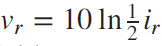 v_r = 10 ln ½ i_r